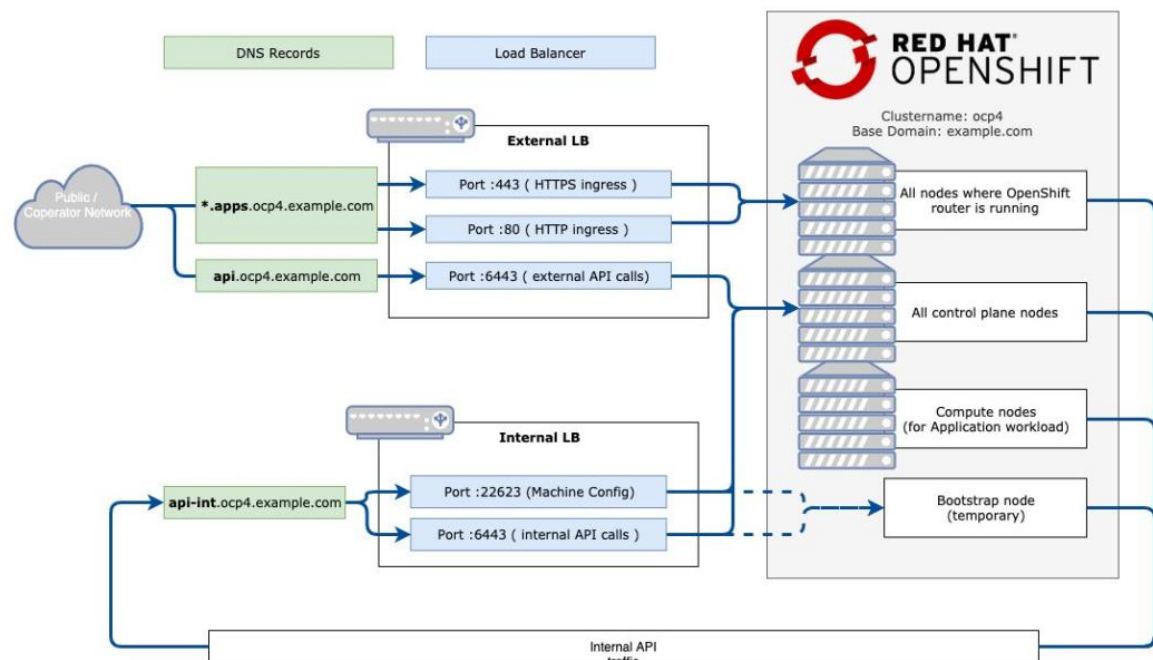 DNS Records
Load Balancer
RED HAT®
OPENSHIFT
Clustername: ocp4
Base Domain: example.com
External LB
Public /
Coperator Network
*.apps.ocp4.example.com
Port :443 ( HTTPS ingress )
Port :80 ( HTTP ingress )
All nodes where OpenShift
router is running
api.ocp4.example.com
Port :6443 ( external API calls)
All control plane nodes
Compute nodes
(for Application workload)
Internal LB
api-int.ocp4.example.com
Port :22623 (Machine Config)
Port :6443 ( internal API calls )
Bootstrap node
(temporary)
Internal API
traffic